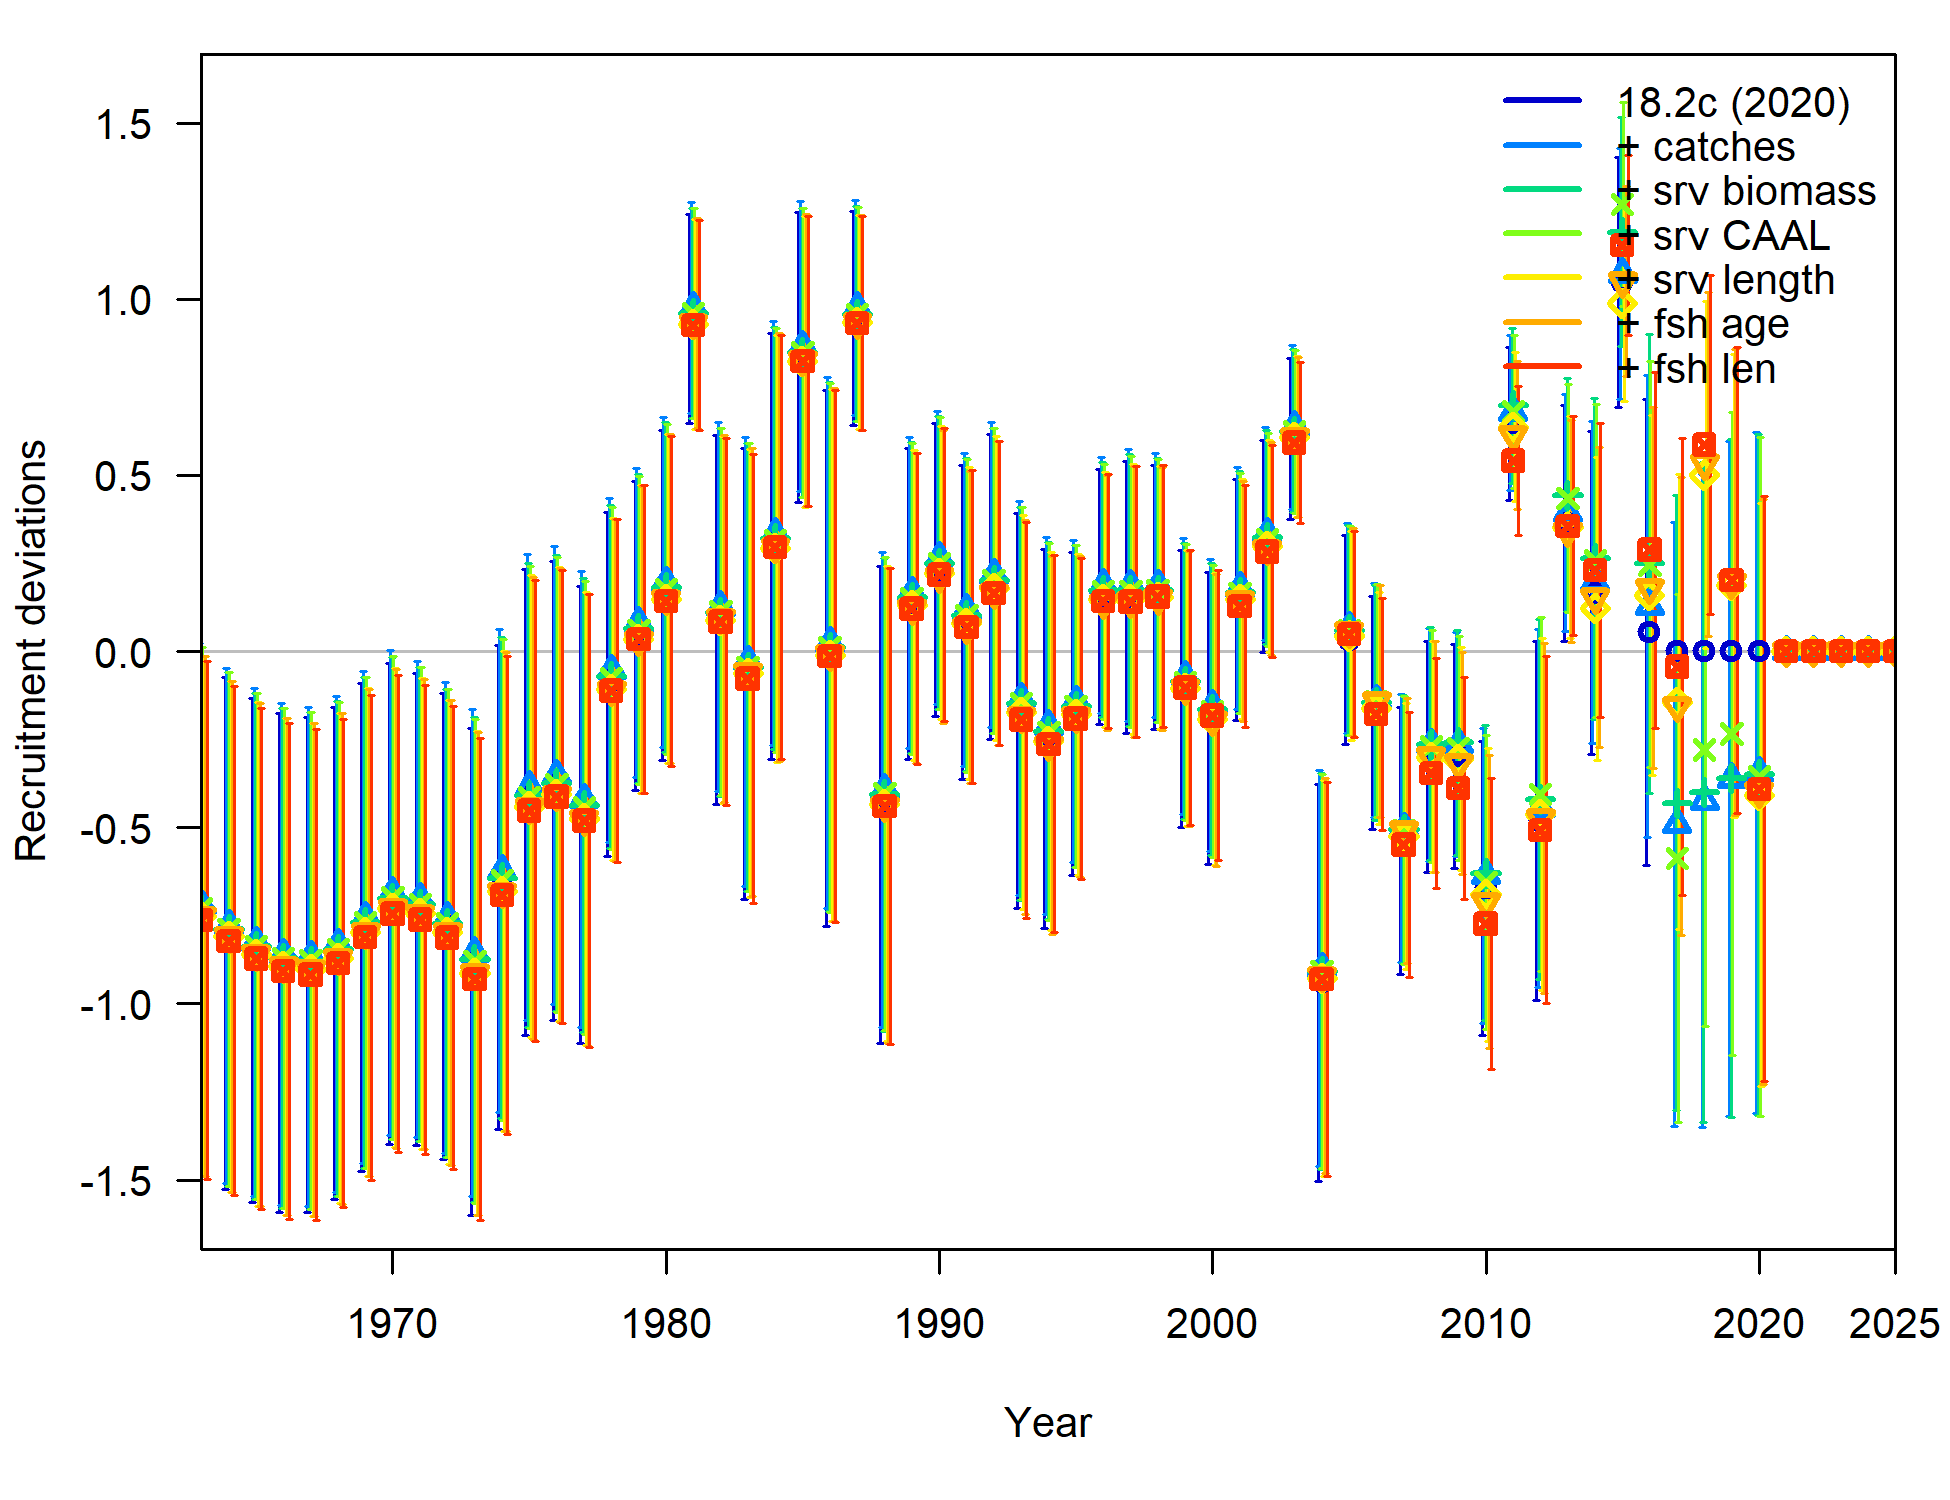 1.5
1.0
0.5
0.0
-0.5
-1.0
-1.5
Recruitment deviations
18.2c (2020)
+ catches
+ srv biomass
+ srv CAAL
+ srv length
+ fsh age
+ fsh len
1970
1980
1990
2000
2010
2020
2025
Year